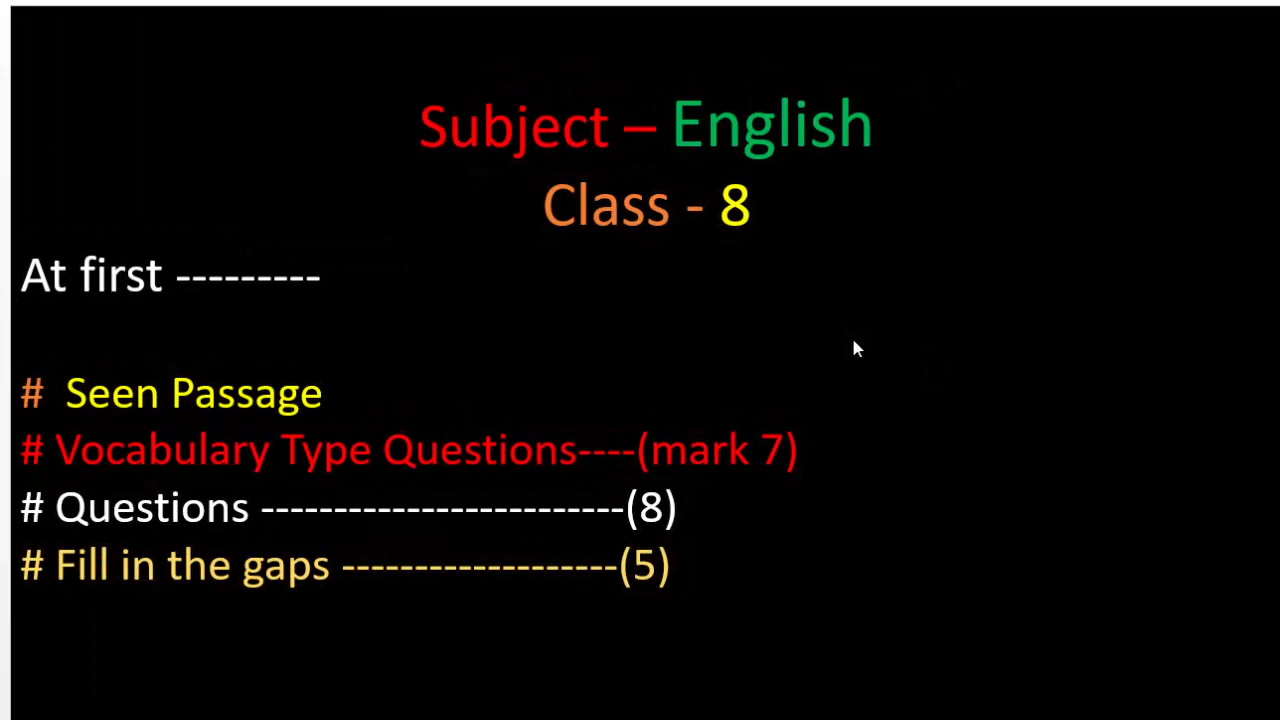 Subject – English
Class - 8
At first ---------
# Seen Passage
# Vocabulary Type Questions----(mark 7)
# Questions -------------------------(8)
# Fill in the gaps -------------------(5)